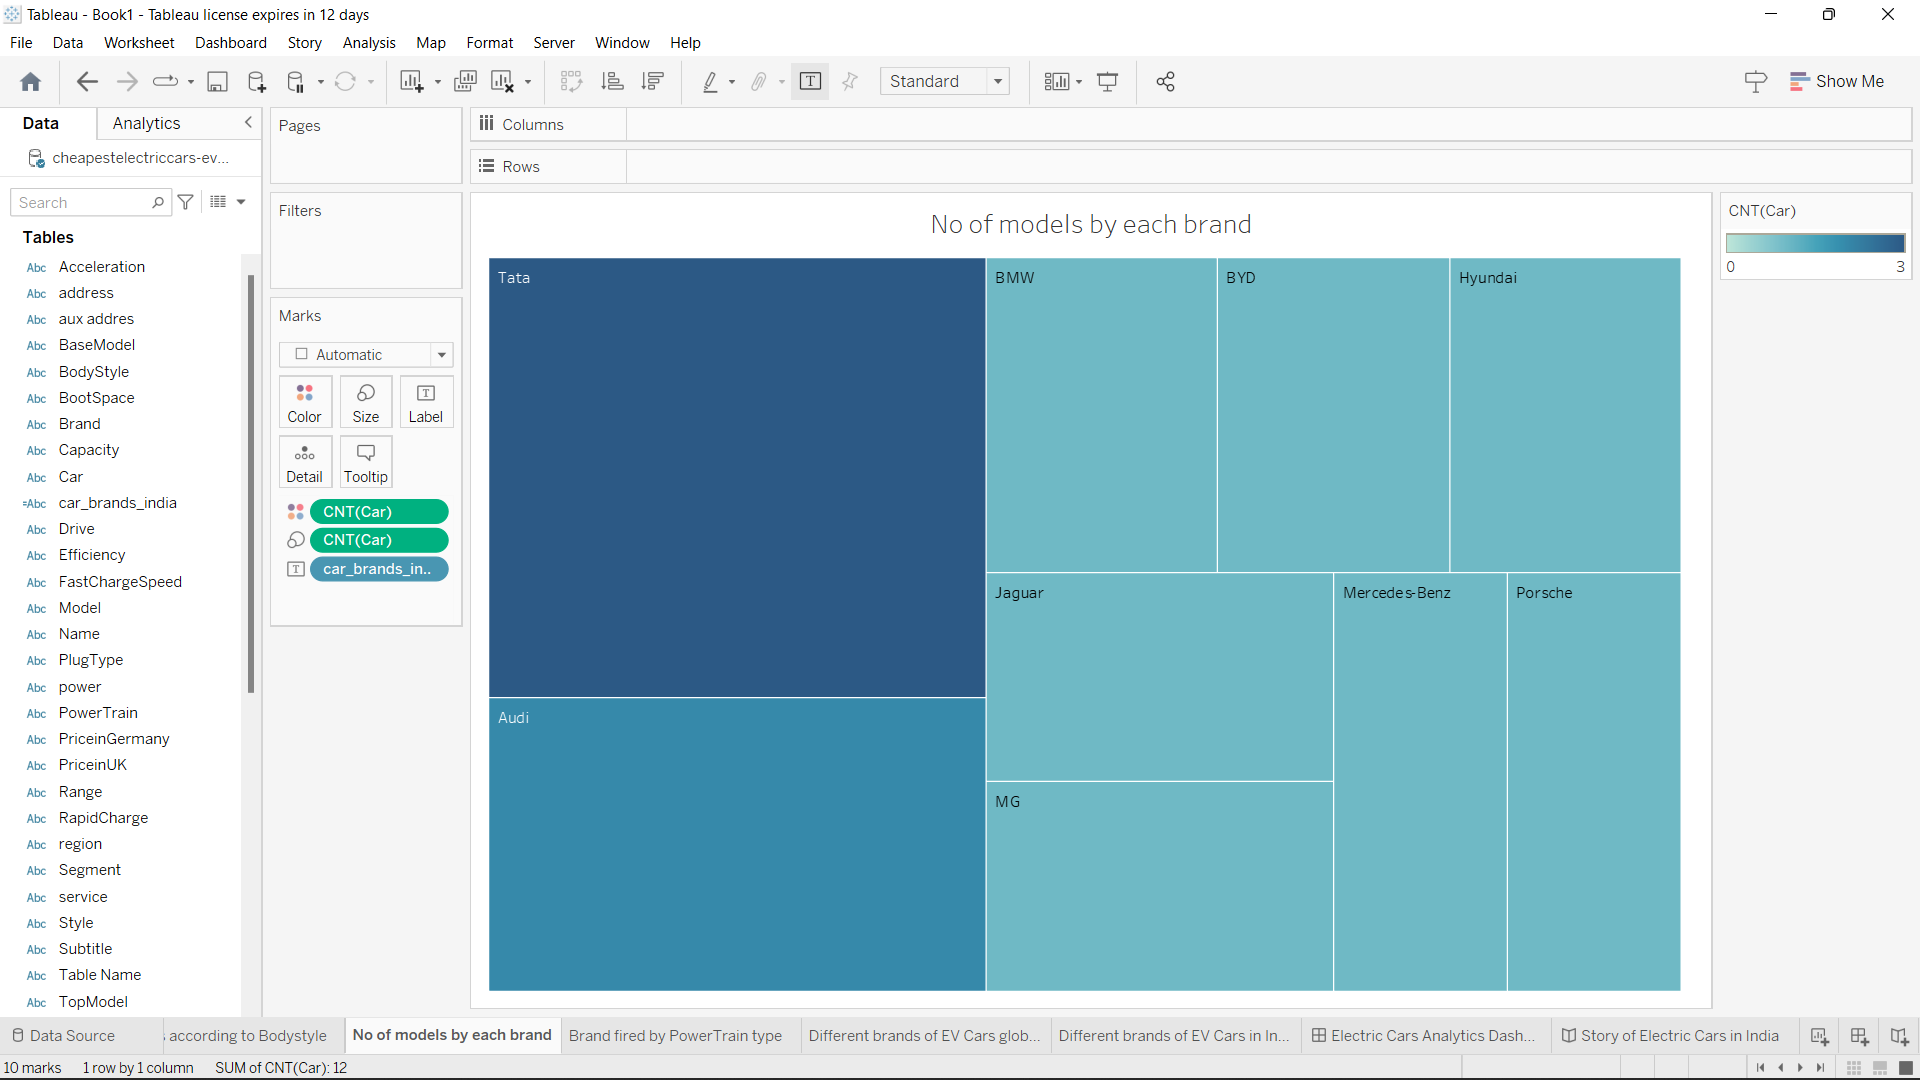 Tableau - Book1 - Tableau license expires in 12 days
File Data Worksheet Dashboard Story Analysis Map Format Server Window Help
Standard
Show Me
Data Analytics
cheapestelectriccars-ev...
Search
Tables
Abc Acceleration
Abc address
Abc aux addres
Abc BaseModel
Abc BodyStyle
Abc BootSpace
Abc Brand
Abc Capacity
Abc Car
=Abc car_brands_india
Abc Drive
Abc Efficiency
Abc FastChargeSpeed
Abc Model
Abc Name
Abc PlugType
Abc power
Abc PowerTrain
Abc PriceinGermany
Abc PriceinUK
Abc Range
Abc RapidCharge
Abc region
Abc Segment
Abc service
Abc Style
Abc Subtitle
Abc Table Name
Abc TopModel
Pages
Filters
Marks
Automatic
Color Size Label
Detail Tooltip
CNT(Car)
CNT(Car)
car_brands_in..
Columns
Rows
No of models by each brand
Tata
BMW
BYD
Hyundai
Audi
Jaguar
Mercedes-Benz
Porsche
MG
CNT(Car)
0 3
Data Source
according to Bodystyle
No of models by each brand
Brand fired by PowerTrain type
Different brands of EV Cars glob...
Different brands of EV Cars in In...
Electric Cars Analytics Dash...
Story of Electric Cars in India
10 marks 1 row by 1 column SUM of CNT(Car): 12